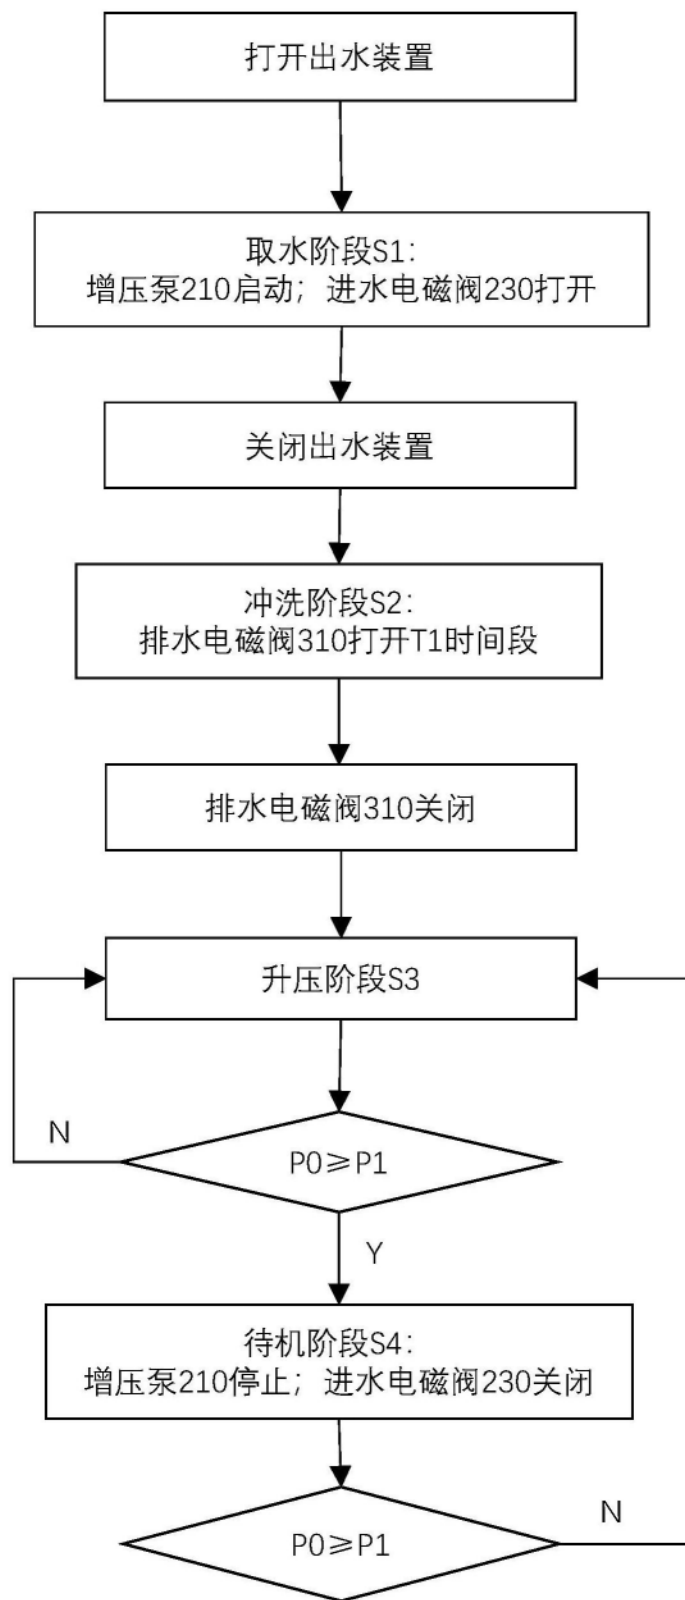 打开出水装置
取水阶段S1：
增压泵210启动；进水电磁阀230打开
关闭出水装置
冲洗阶段S2：
排水电磁阀310打开T1时间段
排水电磁阀310关闭
升压阶段S3
N
P0≥P1
Y
待机阶段S4：
增压泵210停止；进水电磁阀230关闭
N
P0≥P1